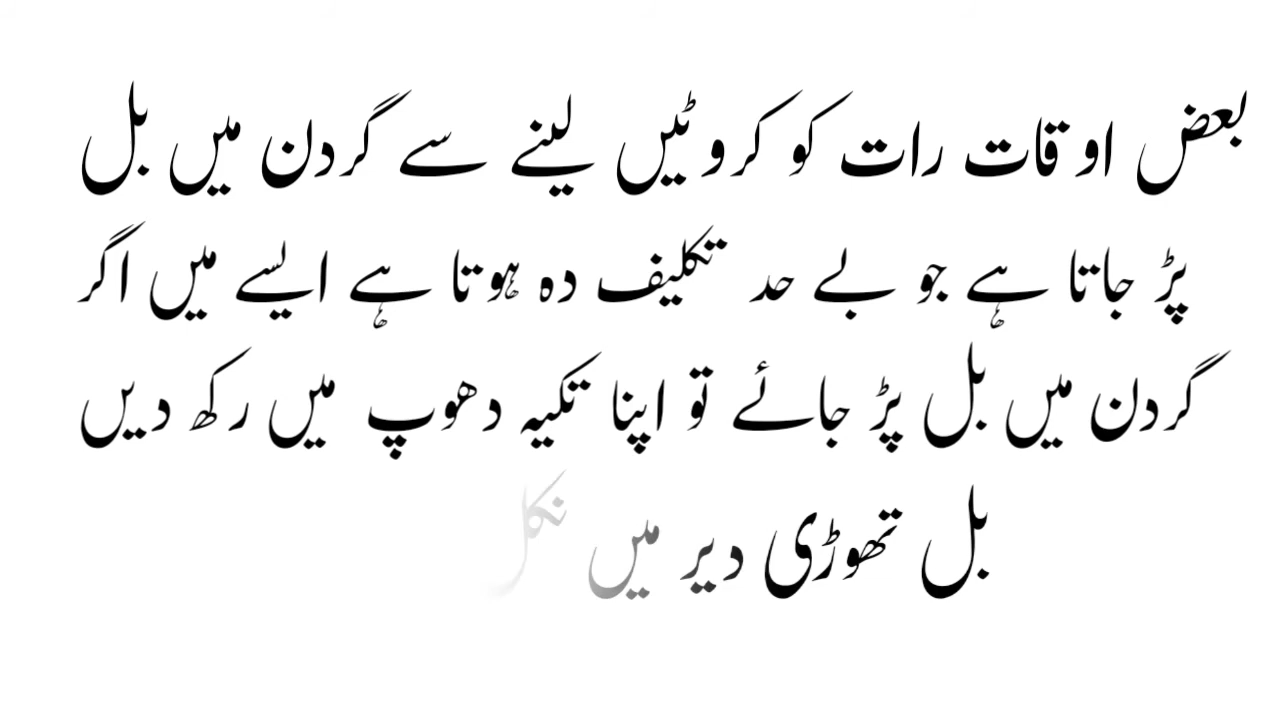 بعض اوقات رات کو کروٹیں لینے سے گردن میں بل
پڑ جاتا ہے جو بے حد تکلیف دہ ہوتا ہے ایسے میں اگر
گردن میں بل پڑ جائے تو اپنا تکیہ دھوپ میں رکھ دیں
بل تھوڑی دیر میں نکل